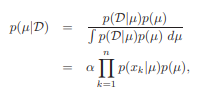 p(μ|𝒟) = p(𝒟|μ)p(μ) / ∫ p(𝒟|μ)p(μ) dμ
= α ∏_{k=1}^{n} p(x_k|μ)p(μ),